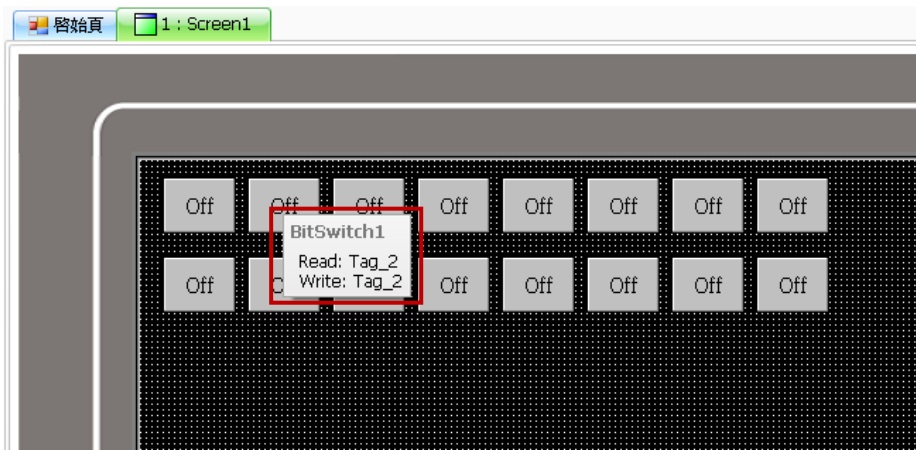 啓始頁 1 : Screen1
Off Off Off Off Off Off Off Off
BitSwitch1
Read: Tag_2
Write: Tag_2
Off Off Off Off Off Off